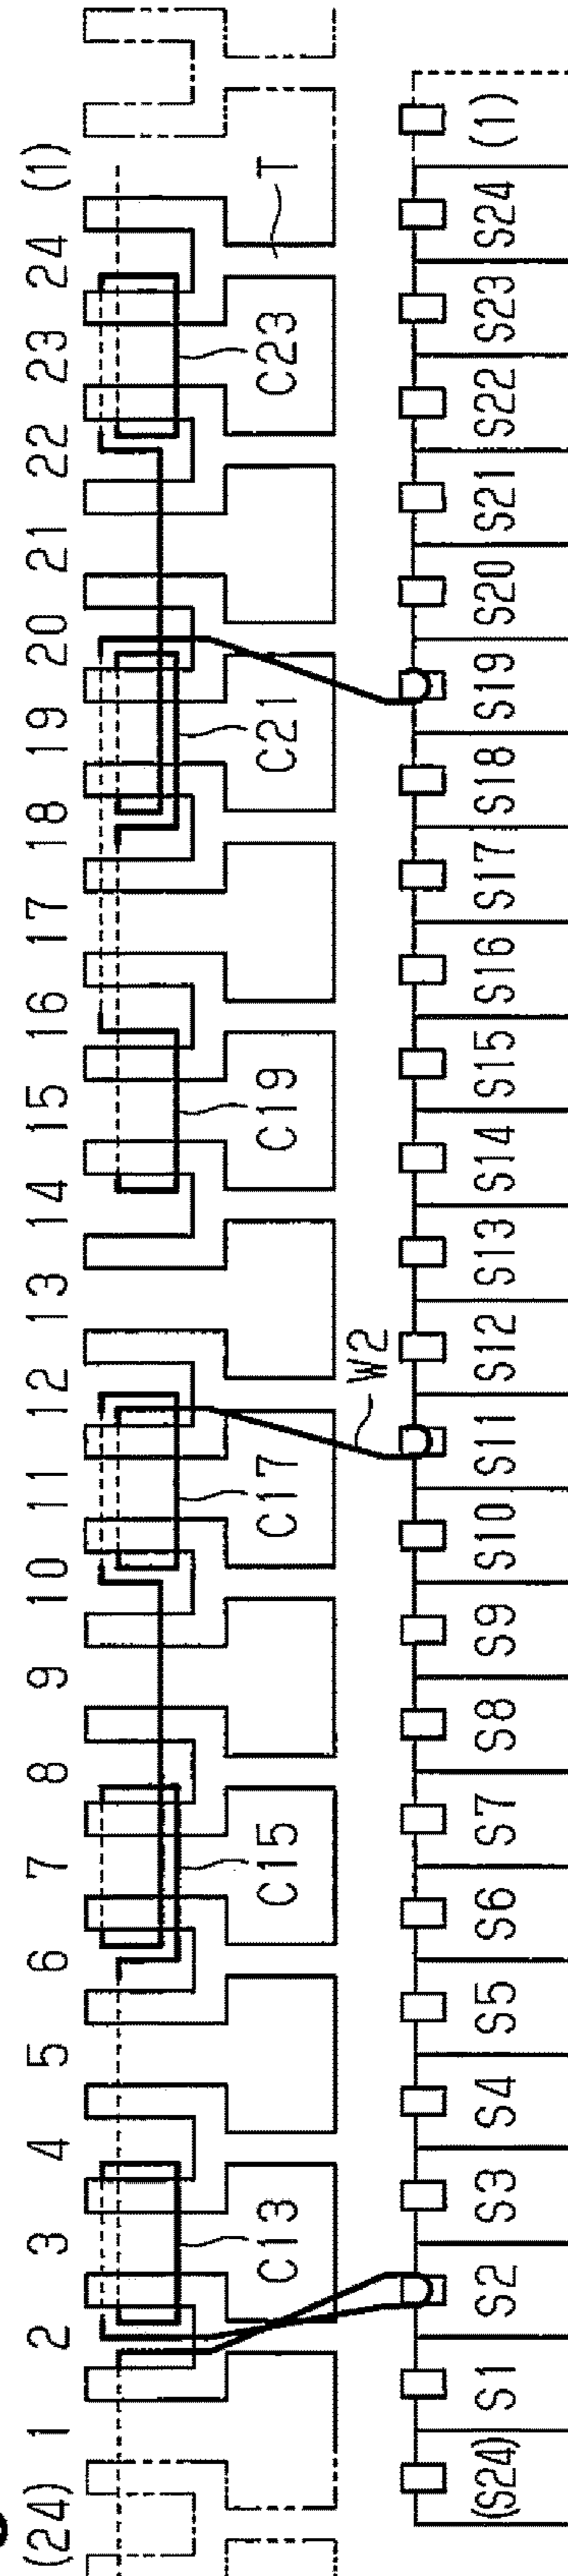 (24) 1 2 3 4 5 6 7 8 9 10 11 12 13 14 15 16 17 18 19 20 21 22 23 24 (1)
T
C13 C15 C17 C19 C21 C23
W2
(S24) S1 S2 S3 S4 S5 S6 S7 S8 S9 S10 S11 S12 S13 S14 S15 S16 S17 S18 S19 S20 S21 S22 S23 S24 (1)